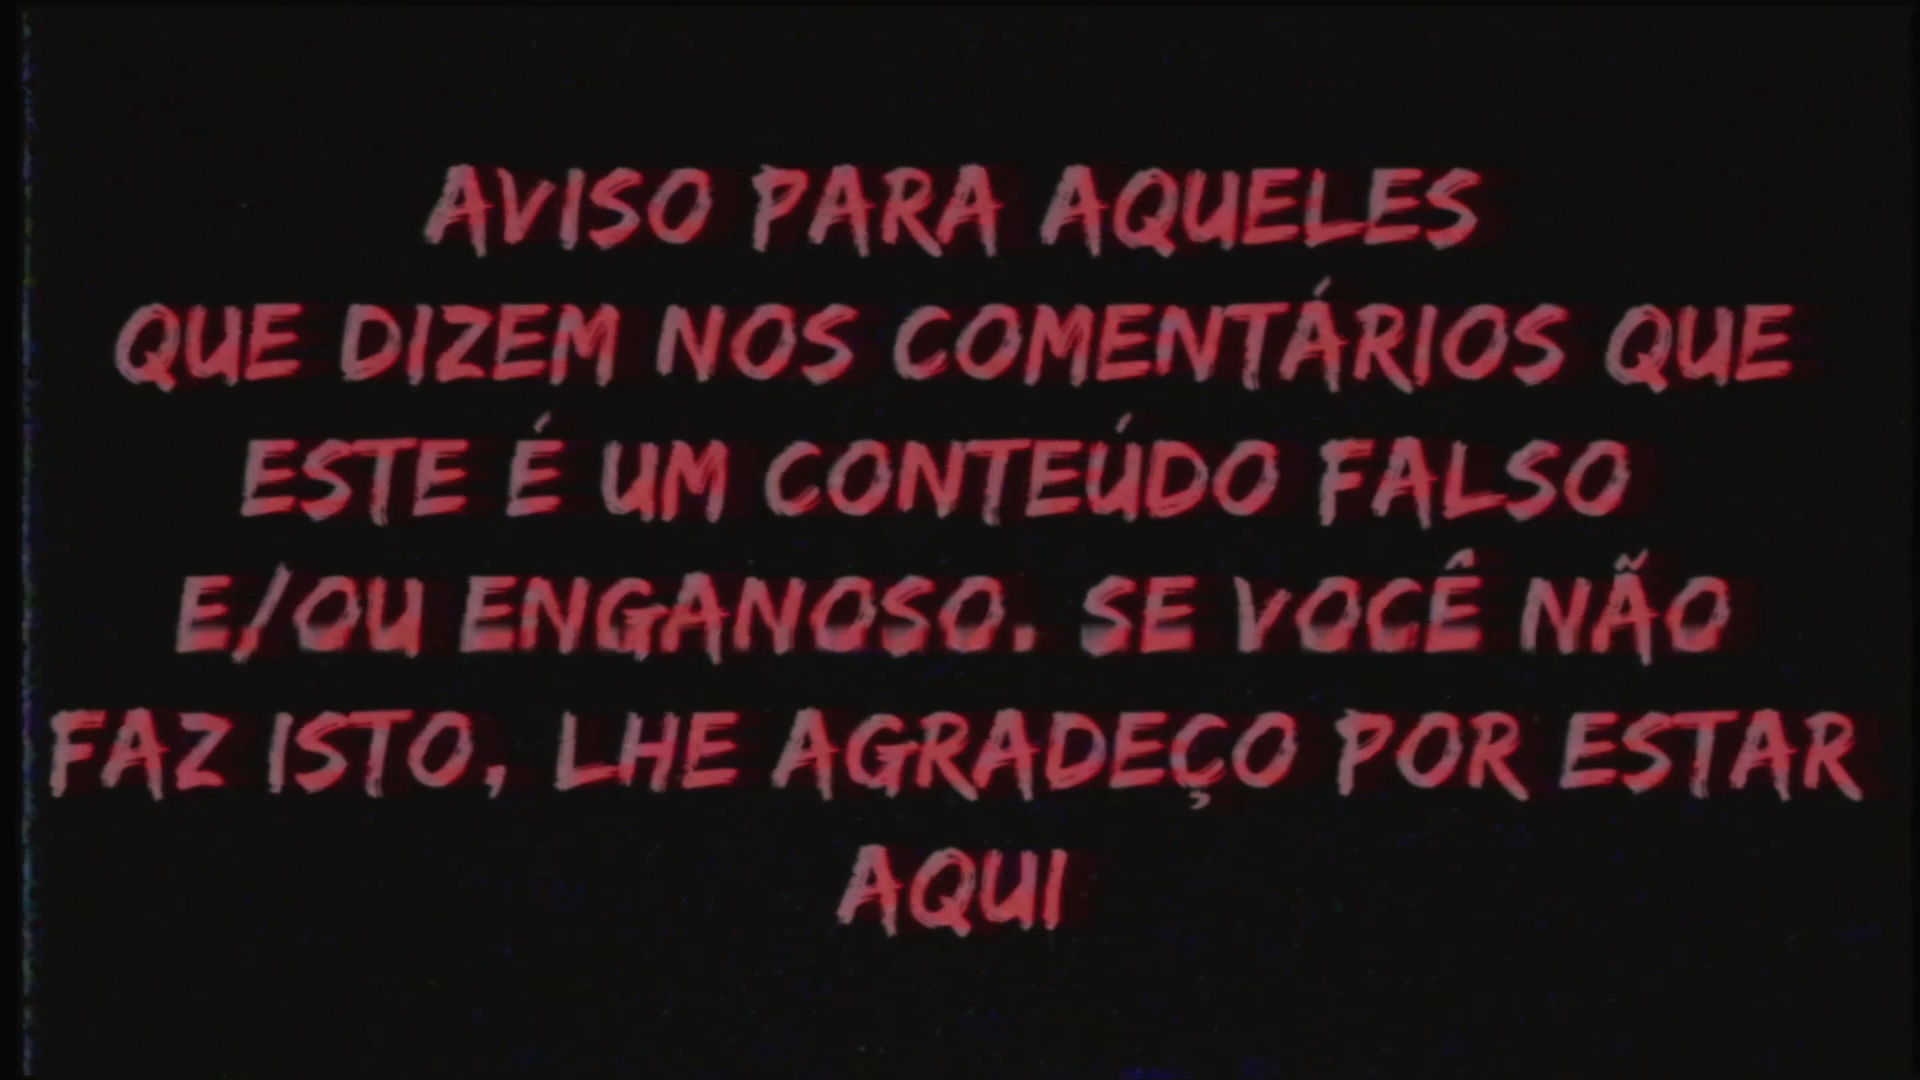 AVISO PARA AQUELES
QUE DIZEM NOS COMENTÁRIOS QUE
ESTE É UM CONTEÚDO FALSO
E/OU ENGANOSO. SE VOCÊ NÃO
FAZ ISTO, LHE AGRADEÇO POR ESTAR
AQUI